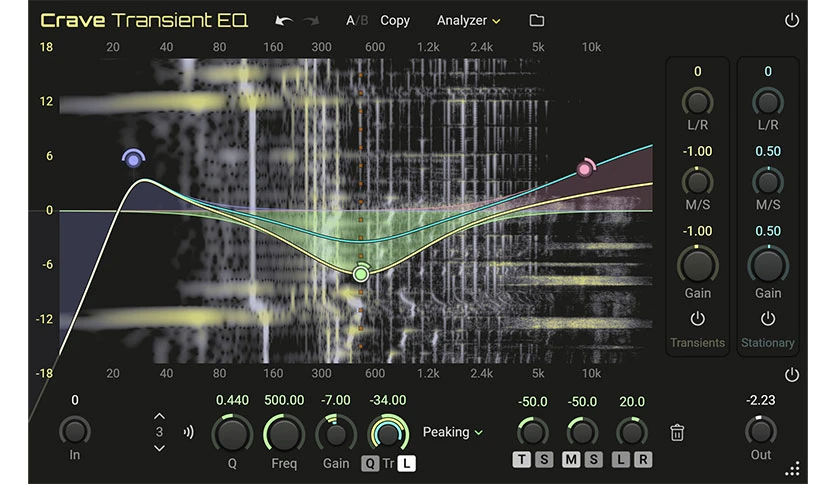 Crave Transient EQ A/B Copy Analyzer
18 20 40 80 160 300 600 1.2k 2.4k 5k 10k
12
6
0
-6
-12
-18 20 40 80 160 300 600 1.2k 2.4k 5k 10k
0 0
L/R L/R
-1.00 0.50
M/S M/S
-1.00 0.50
Gain Gain
Transients Stationary
0 3 0.440 500.00 -7.00 -34.00 Peaking -50.0 -50.0 20.0 -2.23
In Q Freq Gain Q Tr L T S M S L R Out